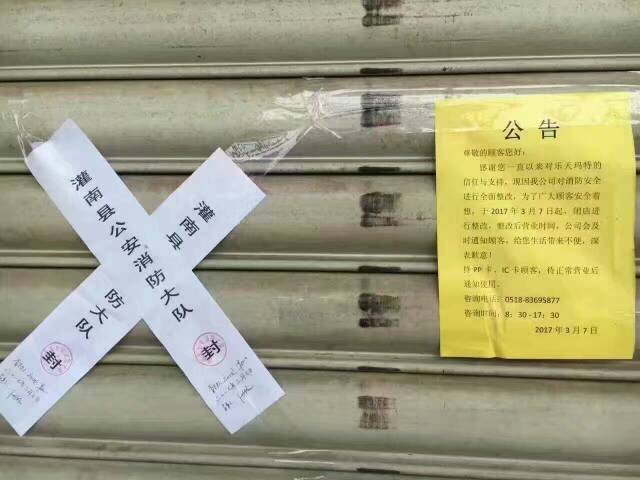 灌南县公安消防大队
封
灌南县
防大队
封
公告
尊敬的顾客您好：
感谢您一直以来对乐天玛特的
信任与支持，现因我公司对消防安全
进行全面整改，为了广大顾客安全着
想，于2017年3月7日起，闭店进
行整改，整改后营业时间，公司会及
时通知顾客，给您生活带来不便，深
表歉意！
持PP卡、IC卡顾客，待正常营业后
通知使用。
咨询电话：0518-83695877
咨询时间：8：30-17：30
2017年3月7日